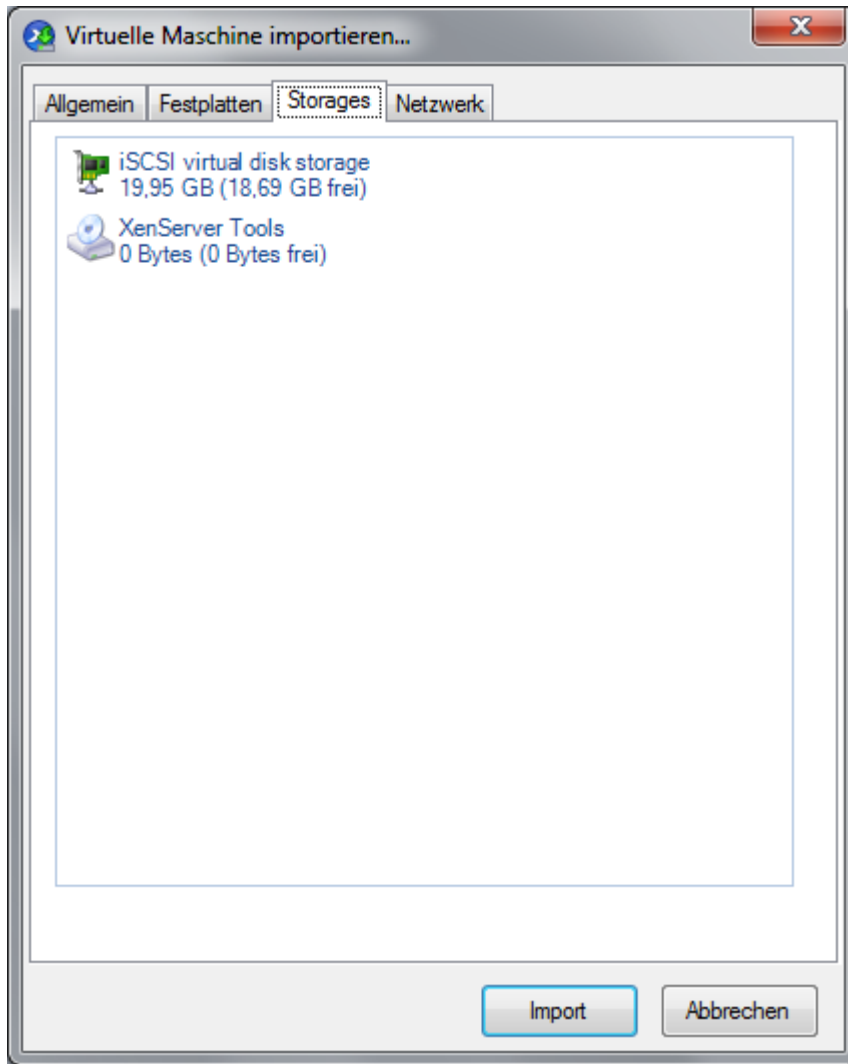 Virtuelle Maschine importieren...
Allgemein
Festplatten
Storages
Netzwerk
iSCSI virtual disk storage
19,95 GB (18,69 GB frei)
XenServer Tools
0 Bytes (0 Bytes frei)
Import
Abbrechen